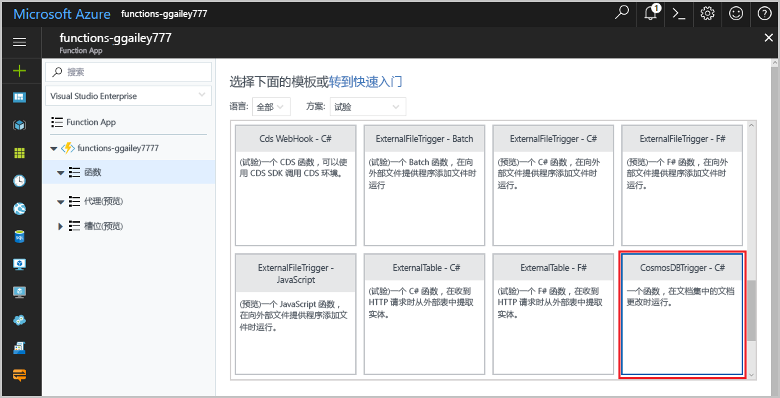 Microsoft Azure functions-ggailey777
1
functions-ggailey777
Function App
搜索
Visual Studio Enterprise
Function App
functions-ggailey7777
函数
代理(预览)
槽位(预览)
选择下面的模板或转到快速入门
语言: 全部 方案: 试验
Cds WebHook - C#
(试验)一个 CDS 函数，可以使
用 CDS SDK 调用 CDS 环境。
ExternalFileTrigger - Batch
(试验)一个 Batch 函数，在向
外部文件提供程序添加文件时
运行
ExternalFileTrigger - C#
(预览)一个 C# 函数，在向外
部文件提供程序添加文件时
运行。
ExternalFileTrigger - F#
(预览)一个 F# 函数，在向外
部文件提供程序添加文件时
运行。
ExternalFileTrigger -
JavaScript
(预览)一个 JavaScript 函数，
在向外部文件提供程序添加文
件时运行。
ExternalTable - C#
(试验)一个 C# 函数，在收到
HTTP 请求时从外部表中提取
实体。
ExternalTable - F#
(试验)一个 F# 函数，在收到
HTTP 请求时从外部表中提取
实体。
CosmosDBTrigger - C#
一个函数，在文档集中的文档
更改时运行。